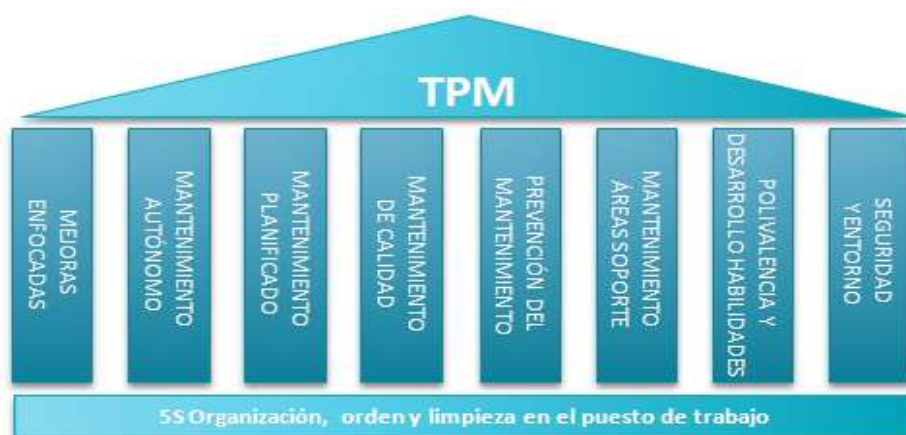 TPM
MEJORAS
ENFOCADAS
MANTENIMIENTO
AUTÓNOMO
MANTENIMIENTO
PLANIFICADO
MANTENIMIENTO
DE CALIDAD
PREVENCIÓN DEL
MANTENIMIENTO
MANTENIMIENTO
ÁREAS SOPORTE
POLIVALENCIA Y
DESARROLLO HABILIDADES
SEGURIDAD
Y ENTORNO
5S Organización, orden y limpieza en el puesto de trabajo